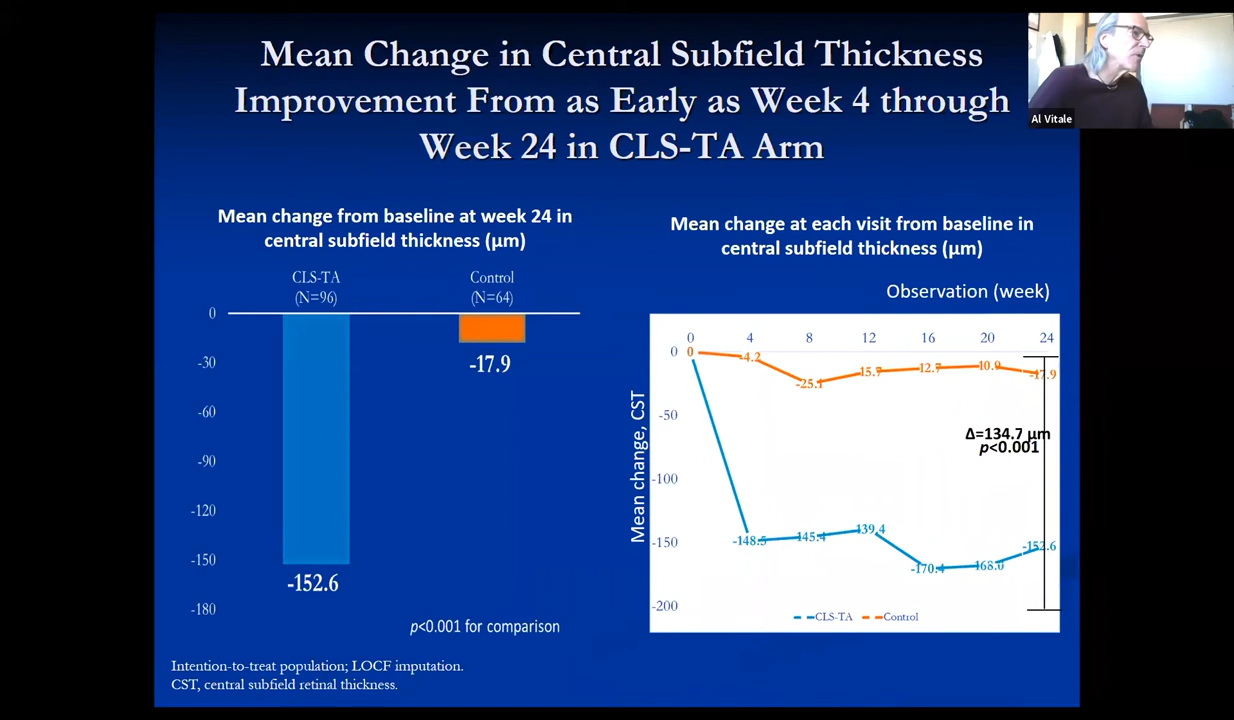 Mean Change in Central Subfield Thickness
Improvement From as Early as Week 4 through
Week 24 in CLS-TA Arm
Al Vitale
Mean change from baseline at week 24 in
central subfield thickness (µm)
CLS-TA
(N=96)
Control
(N=64)
0
-30
-60
-90
-120
-150
-180
-152.6
-17.9
p<0.001 for comparison
Mean change at each visit from baseline in
central subfield thickness (µm)
Observation (week)
Mean change, CST
0 4 8 12 16 20 24
0
-50
-100
-150
-200
0 -4.2 -25.1 15.7 12.7 10.9 -17.9
Δ=134.7 µm
p<0.001
-148.5 145.4 139.4 -170.4 168.0 -152.6
CLS-TA Control
Intention-to-treat population; LOCF imputation.
CST, central subfield retinal thickness.